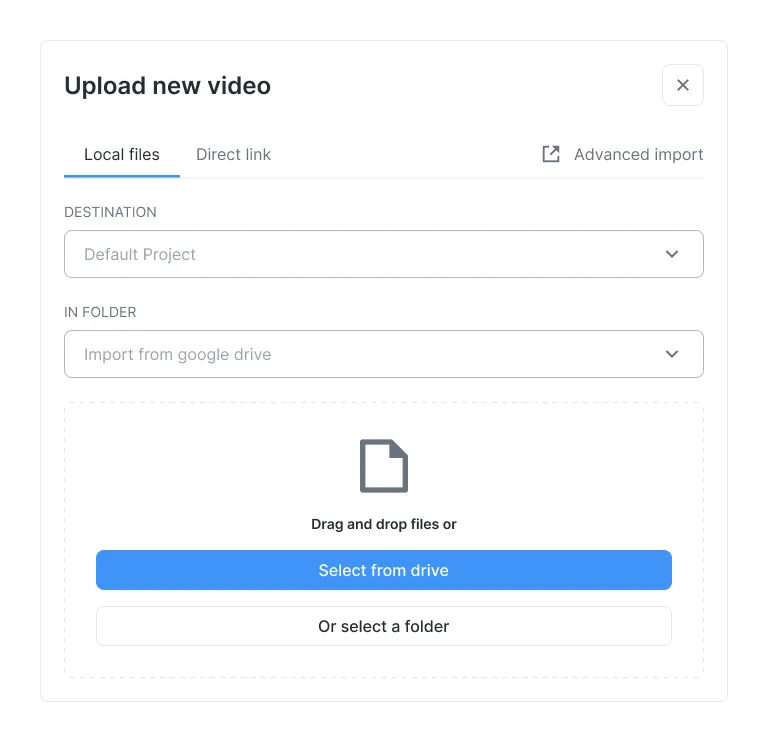 Upload new video
Local files
Direct link
Advanced import
DESTINATION
Default Project
IN FOLDER
Import from google drive
Drag and drop files or
Select from drive
Or select a folder